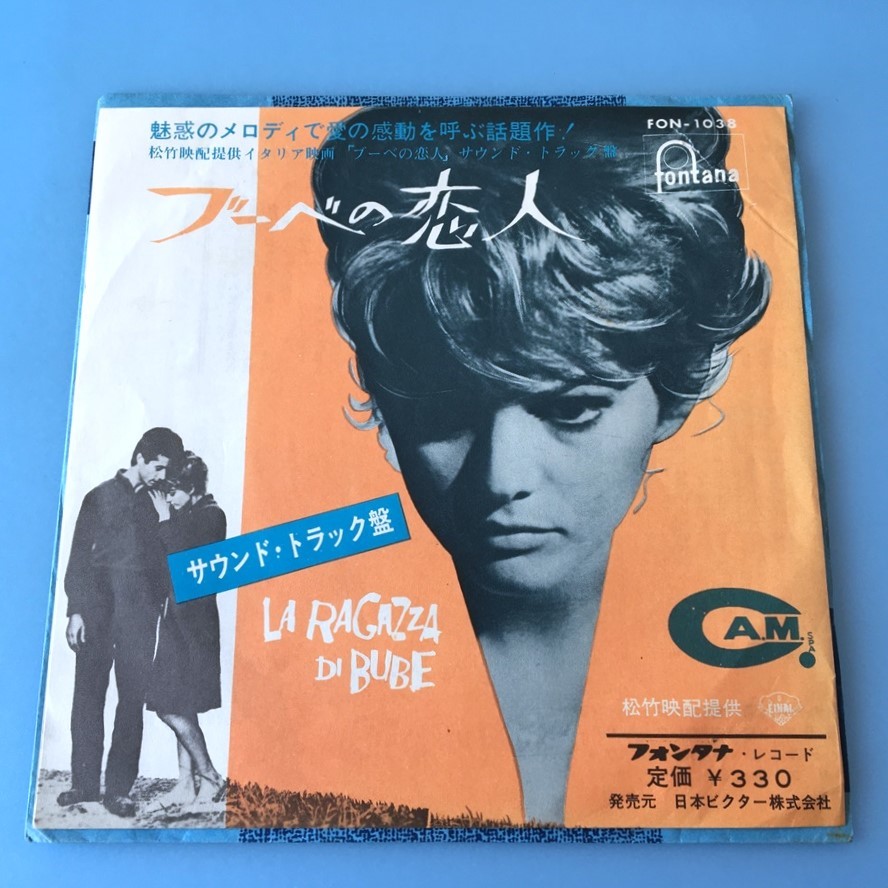 魅惑のメロディで愛の感動を呼ぶ話題作!
FON-1038
松竹映配提供イタリア映画「ブーベの恋人」サウンド・トラック盤
fontana
ブーベの恋人
サウンド・トラック盤
LA RAGAZZA
DI BUBE
C.A.M.
S.P.A.
松竹映配提供
EIHAI
フォンタナ・レコード
定価 ¥330
発売元 日本ビクター株式会社